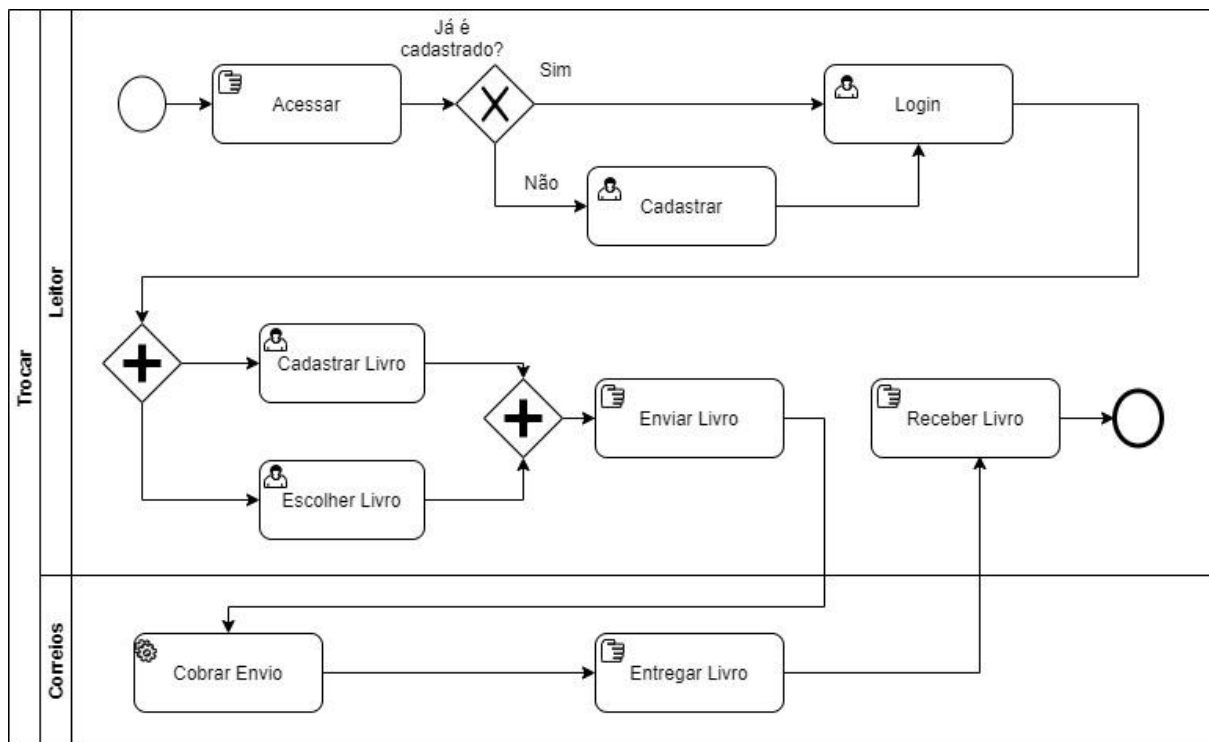 Trocar
Leitor
Já é
cadastrado?
Acessar
Sim
Login
Não
Cadastrar
Cadastrar Livro
Escolher Livro
Enviar Livro
Receber Livro
Correios
Cobrar Envio
Entregar Livro